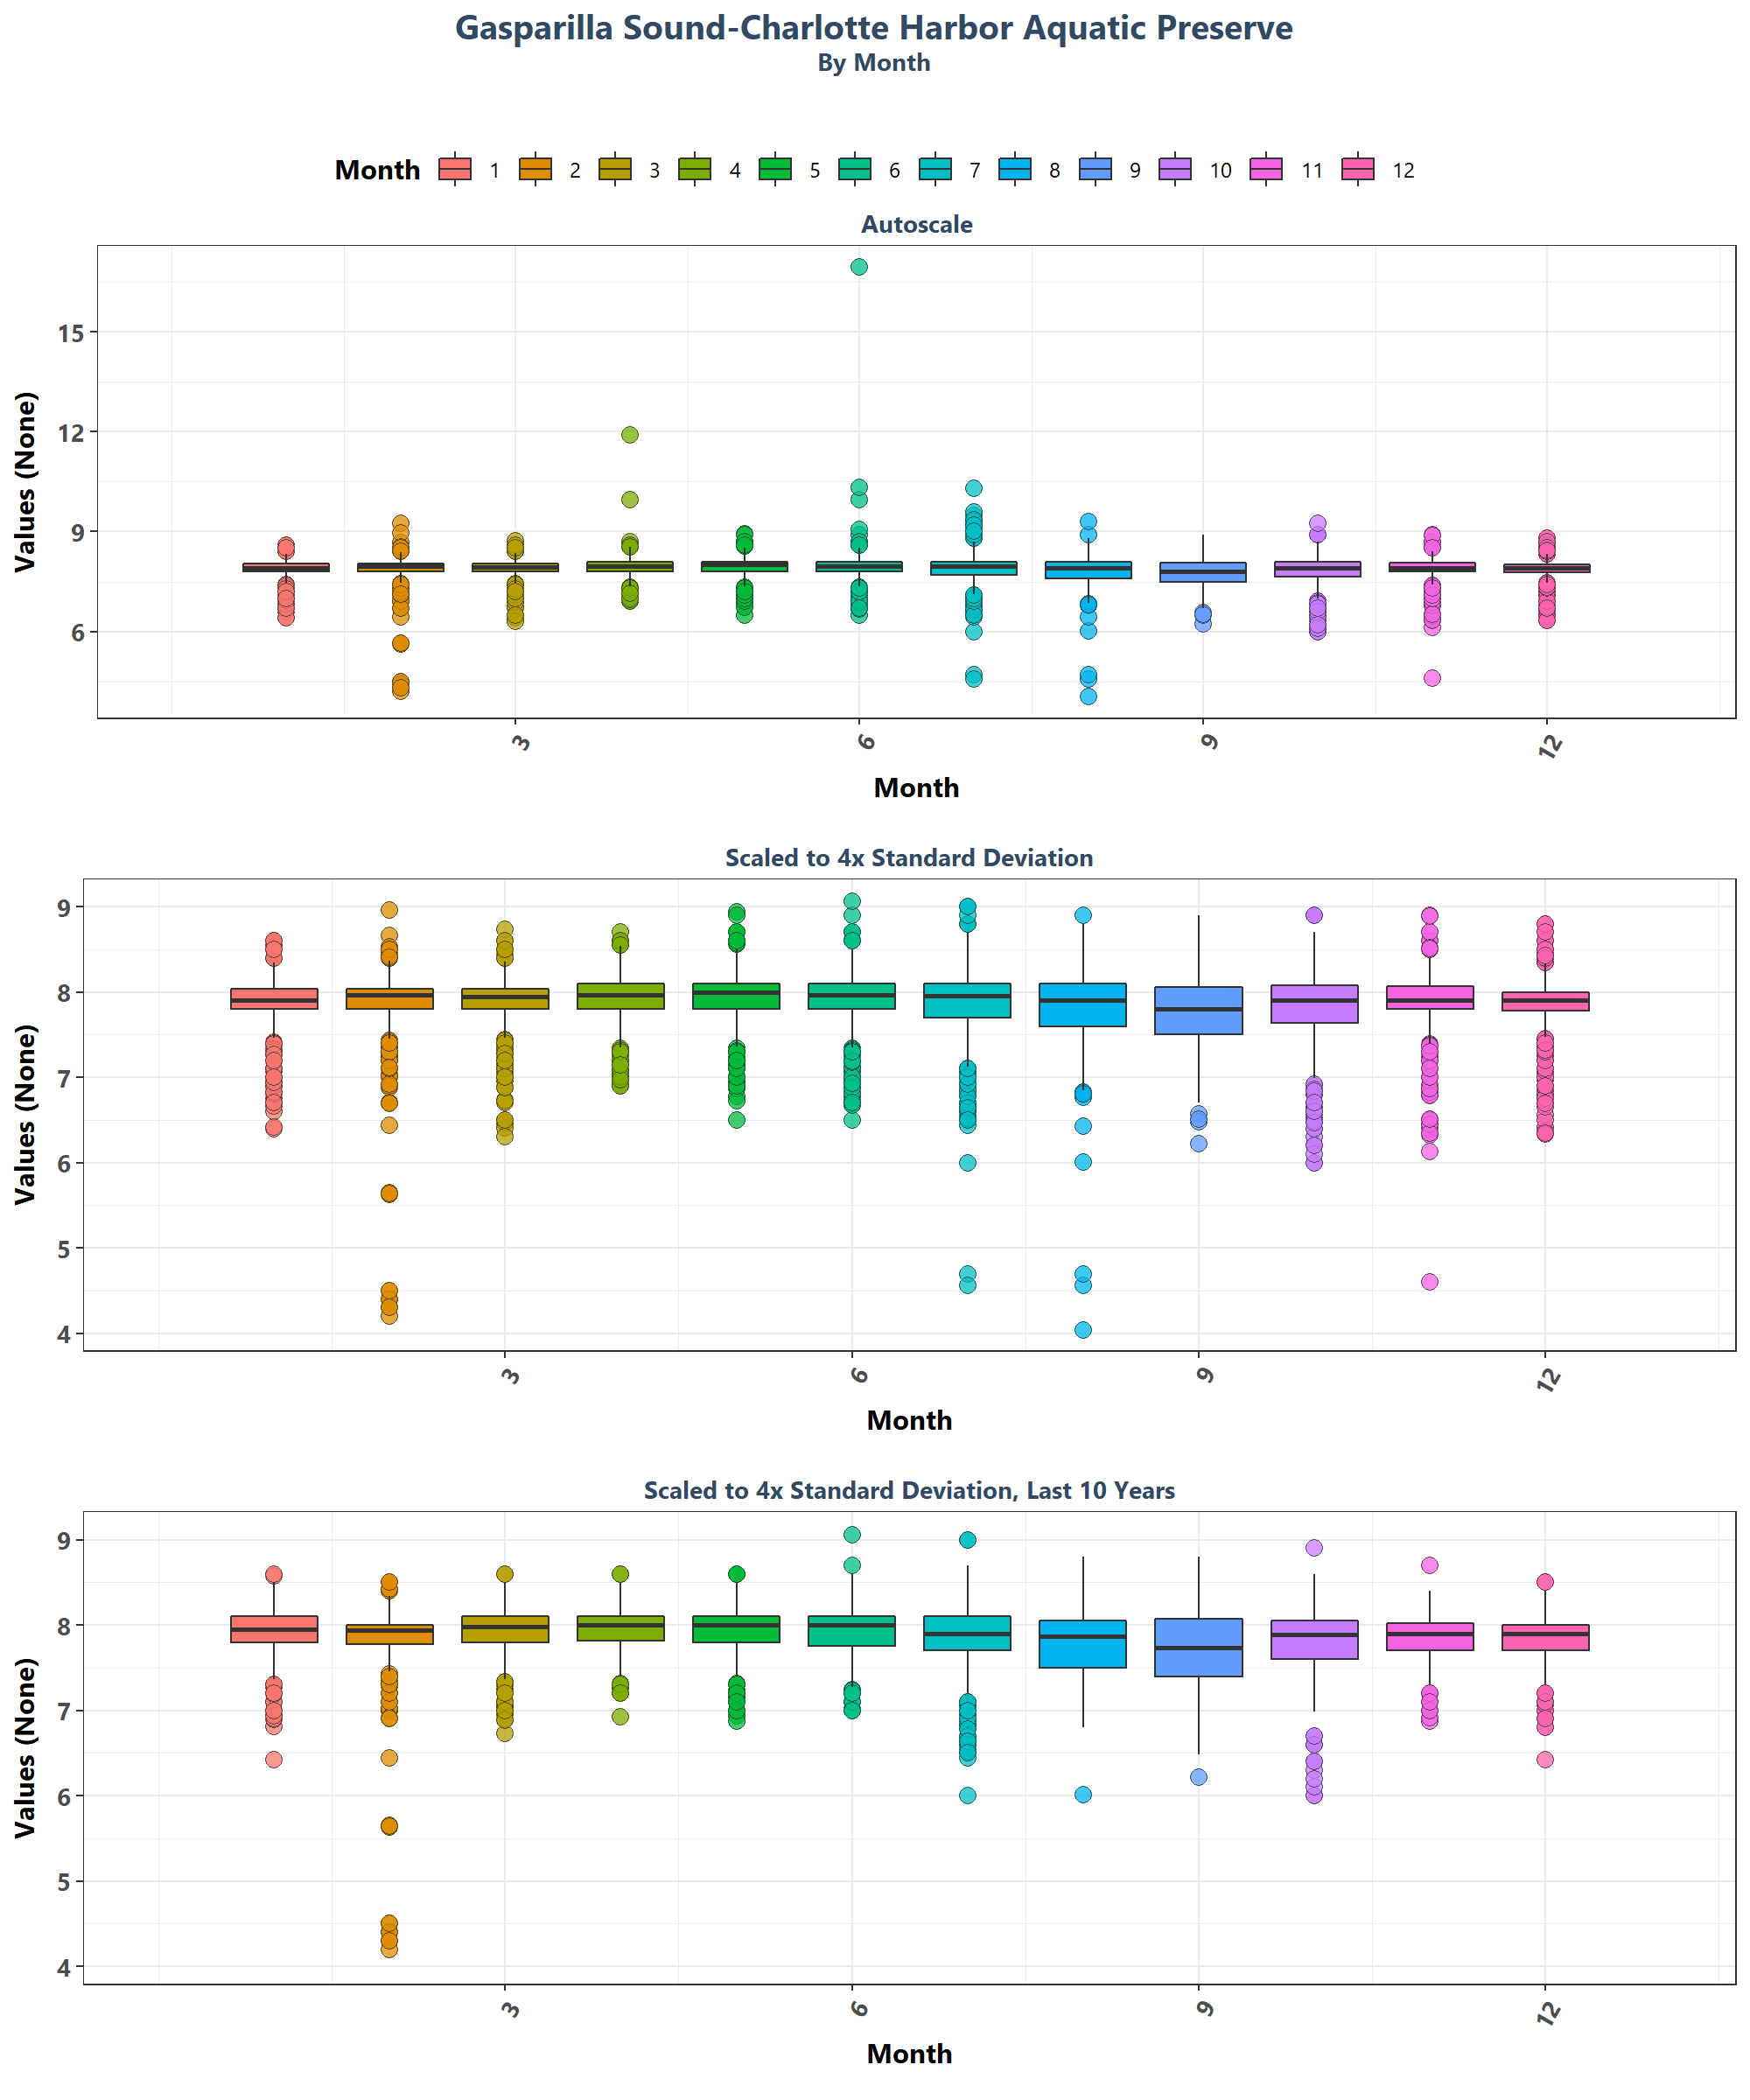 Gasparilla Sound-Charlotte Harbor Aquatic Preserve
By Month
Month 1 2 3 4 5 6 7 8 9 10 11 12
Autoscale
Values (None)
15
12
9
6
3 6 9 12
Month
Scaled to 4x Standard Deviation
Values (None)
9
8
7
6
5
4
3 6 9 12
Month
Scaled to 4x Standard Deviation, Last 10 Years
Values (None)
9
8
7
6
5
4
3 6 9 12
Month